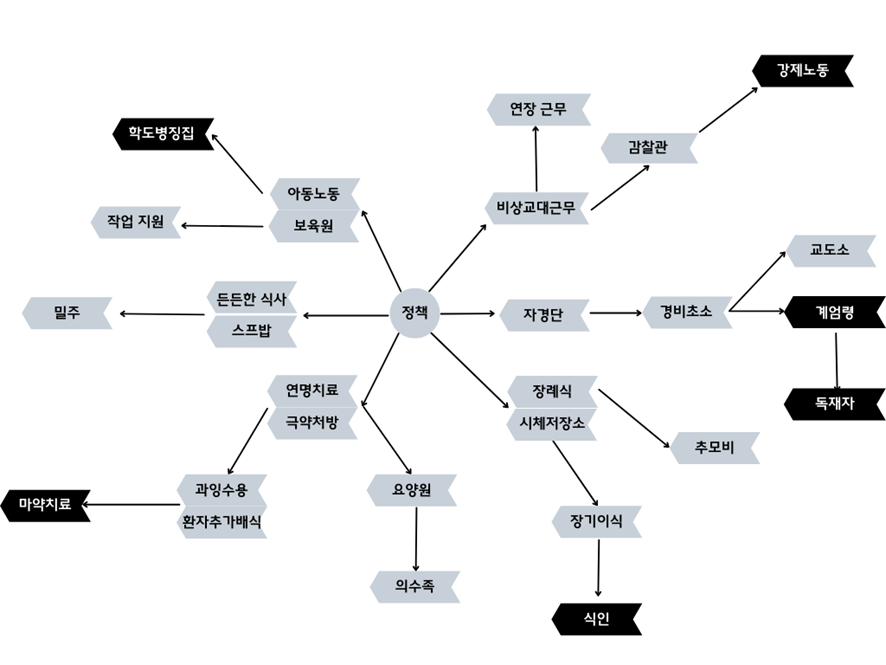 강제노동
연장 근무
학도병징집
감찰관
아동노동
비상교대근무
작업 지원
보육원
교도소
든든한 식사
밀주
정책
자경단
경비초소
계엄령
스프밥
연명치료
장례식
독재자
극약처방
시체저장소
추모비
과잉수용
요양원
마약치료
환자추가배식
장기이식
의수족
식인